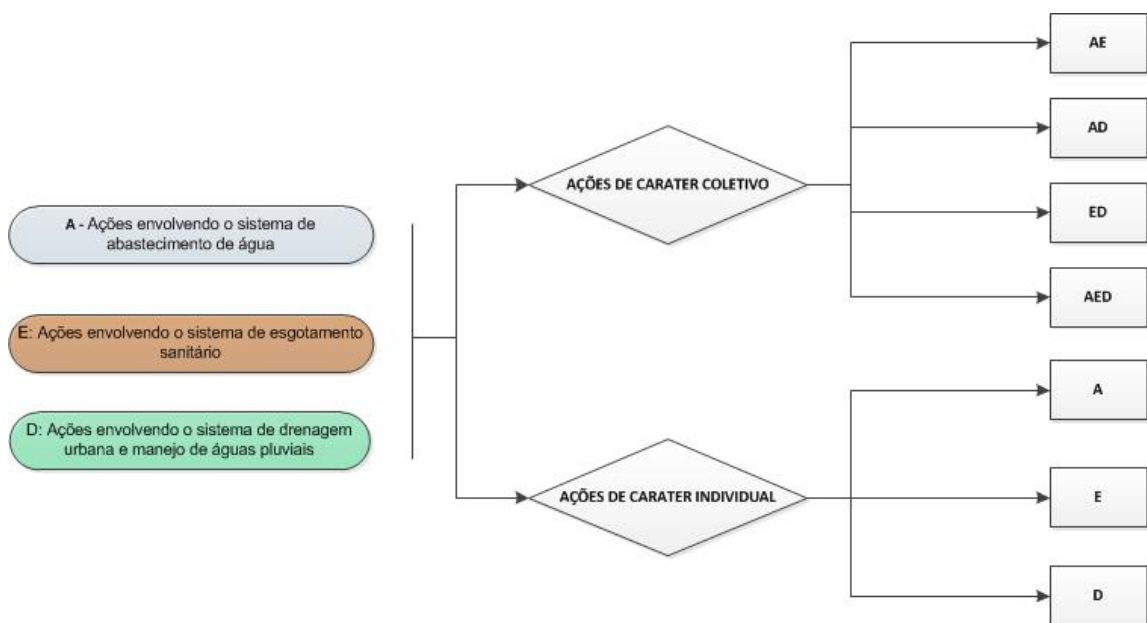 A - Ações envolvendo o sistema de
abastecimento de água
E: Ações envolvendo o sistema de esgotamento
sanitário
D: Ações envolvendo o sistema de drenagem
urbana e manejo de águas pluviais
AÇÕES DE CARATER COLETIVO
AE
AD
ED
AED
AÇÕES DE CARATER INDIVIDUAL
A
E
D